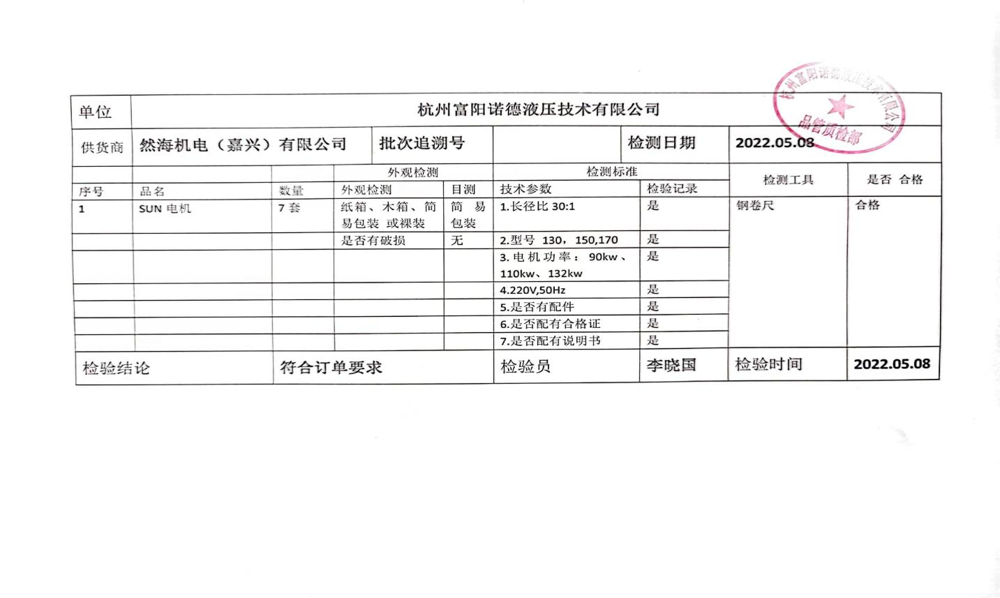 杭州富阳诺德液压技术有限公司
品管质检部
单位 杭州富阳诺德液压技术有限公司
供货商 然海机电（嘉兴）有限公司 批次追溯号 检测日期 2022.05.08
外观检测 检测标准 检测工具 是否 合格
序号 品名 数量 外观检测 目测 技术参数 检验记录
1 SUN 电机 7 套 纸箱、木箱、简 简 易 1.长径比 30:1 是 钢卷尺 合格
易包装 或裸装 包装
是否有破损 无 2.型号 130，150,170 是
3. 电 机 功 率 ： 90kw 、 是
110kw、132kw
4.220V,50Hz 是
5.是否有配件 是
6.是否配有合格证 是
7.是否配有说明书 是
检验结论 符合订单要求 检验员 李晓国 检验时间 2022.05.08